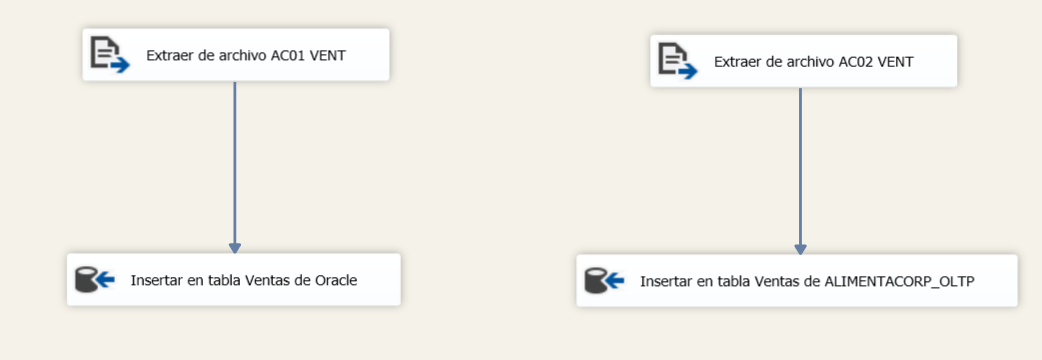 Extraer de archivo AC01 VENT
Extraer de archivo AC02 VENT
Insertar en tabla Ventas de Oracle
Insertar en tabla Ventas de ALIMENTACORP_OLTP